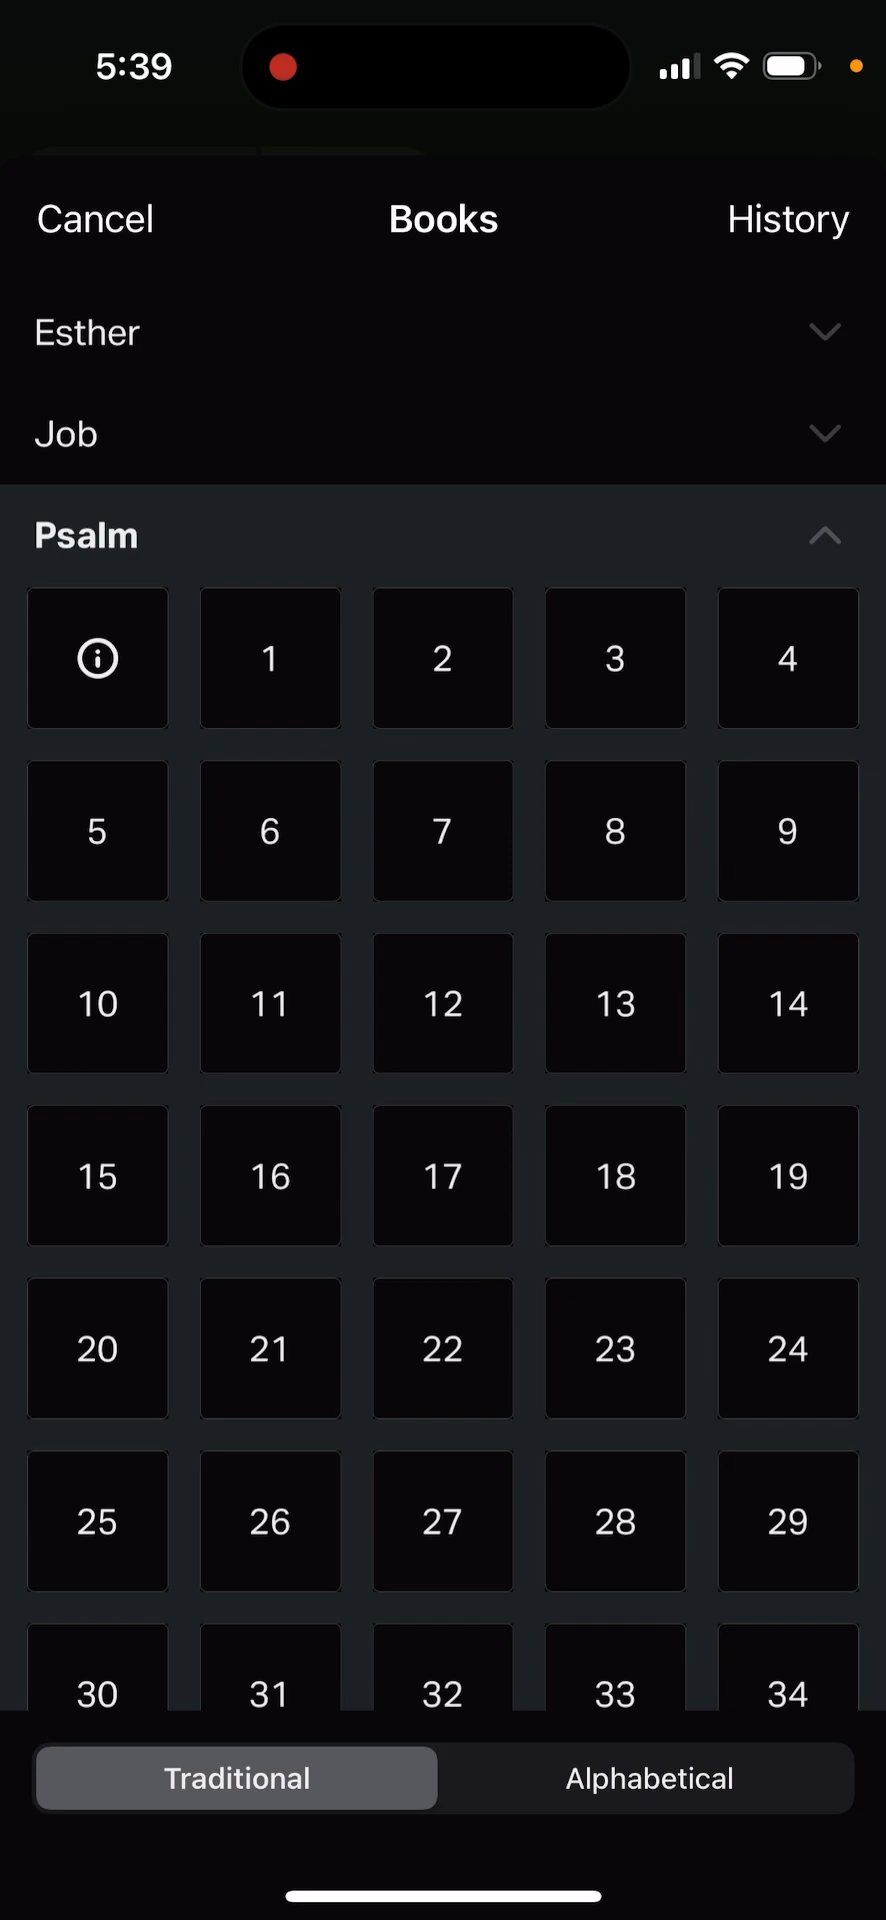 5:39
Cancel Books History
Esther
Job
Psalm
1 2 3 4
5 6 7 8 9
10 11 12 13 14
15 16 17 18 19
20 21 22 23 24
25 26 27 28 29
30 31 32 33 34
Traditional Alphabetical